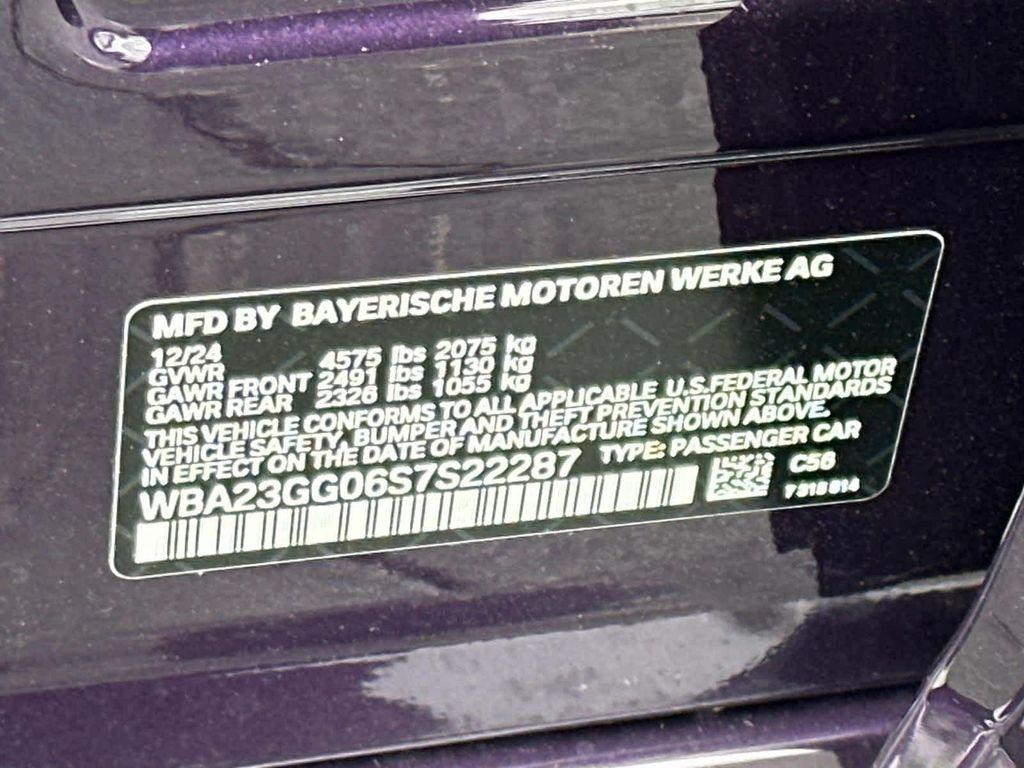 MFD BY BAYERISCHE MOTOREN WERKE AG
12/24
GVWR 4575 lbs 2075 kg
GAWR FRONT 2491 lbs 1130 kg
GAWR REAR 2326 lbs 1055 kg
THIS VEHICLE CONFORMS TO ALL APPLICABLE U.S.FEDERAL MOTOR
VEHICLE SAFETY, BUMPER AND THEFT PREVENTION STANDARDS
IN EFFECT ON THE DATE OF MANUFACTURE SHOWN ABOVE.
WBA23GG06S7S22287 TYPE: PASSENGER CAR
C56